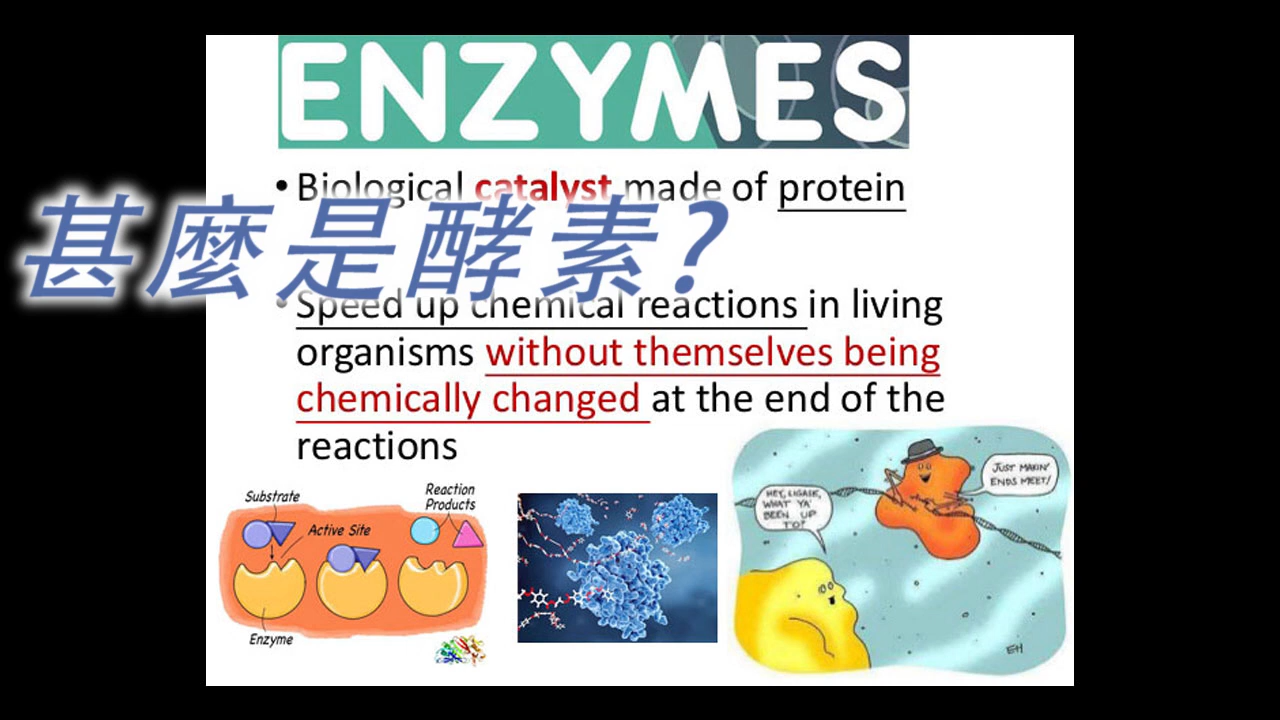 ENZYMES
• Biological catalyst made of protein
甚麼是酵素?
• Speed up chemical reactions in living
organisms without themselves being
chemically changed at the end of the
reactions
Substrate
Reaction
Products
Active Site
Enzyme
HEY, LIGASE,
WHAT YA'
BEEN UP
TO?
JUST MAKIN'
ENDS MEET!
EH